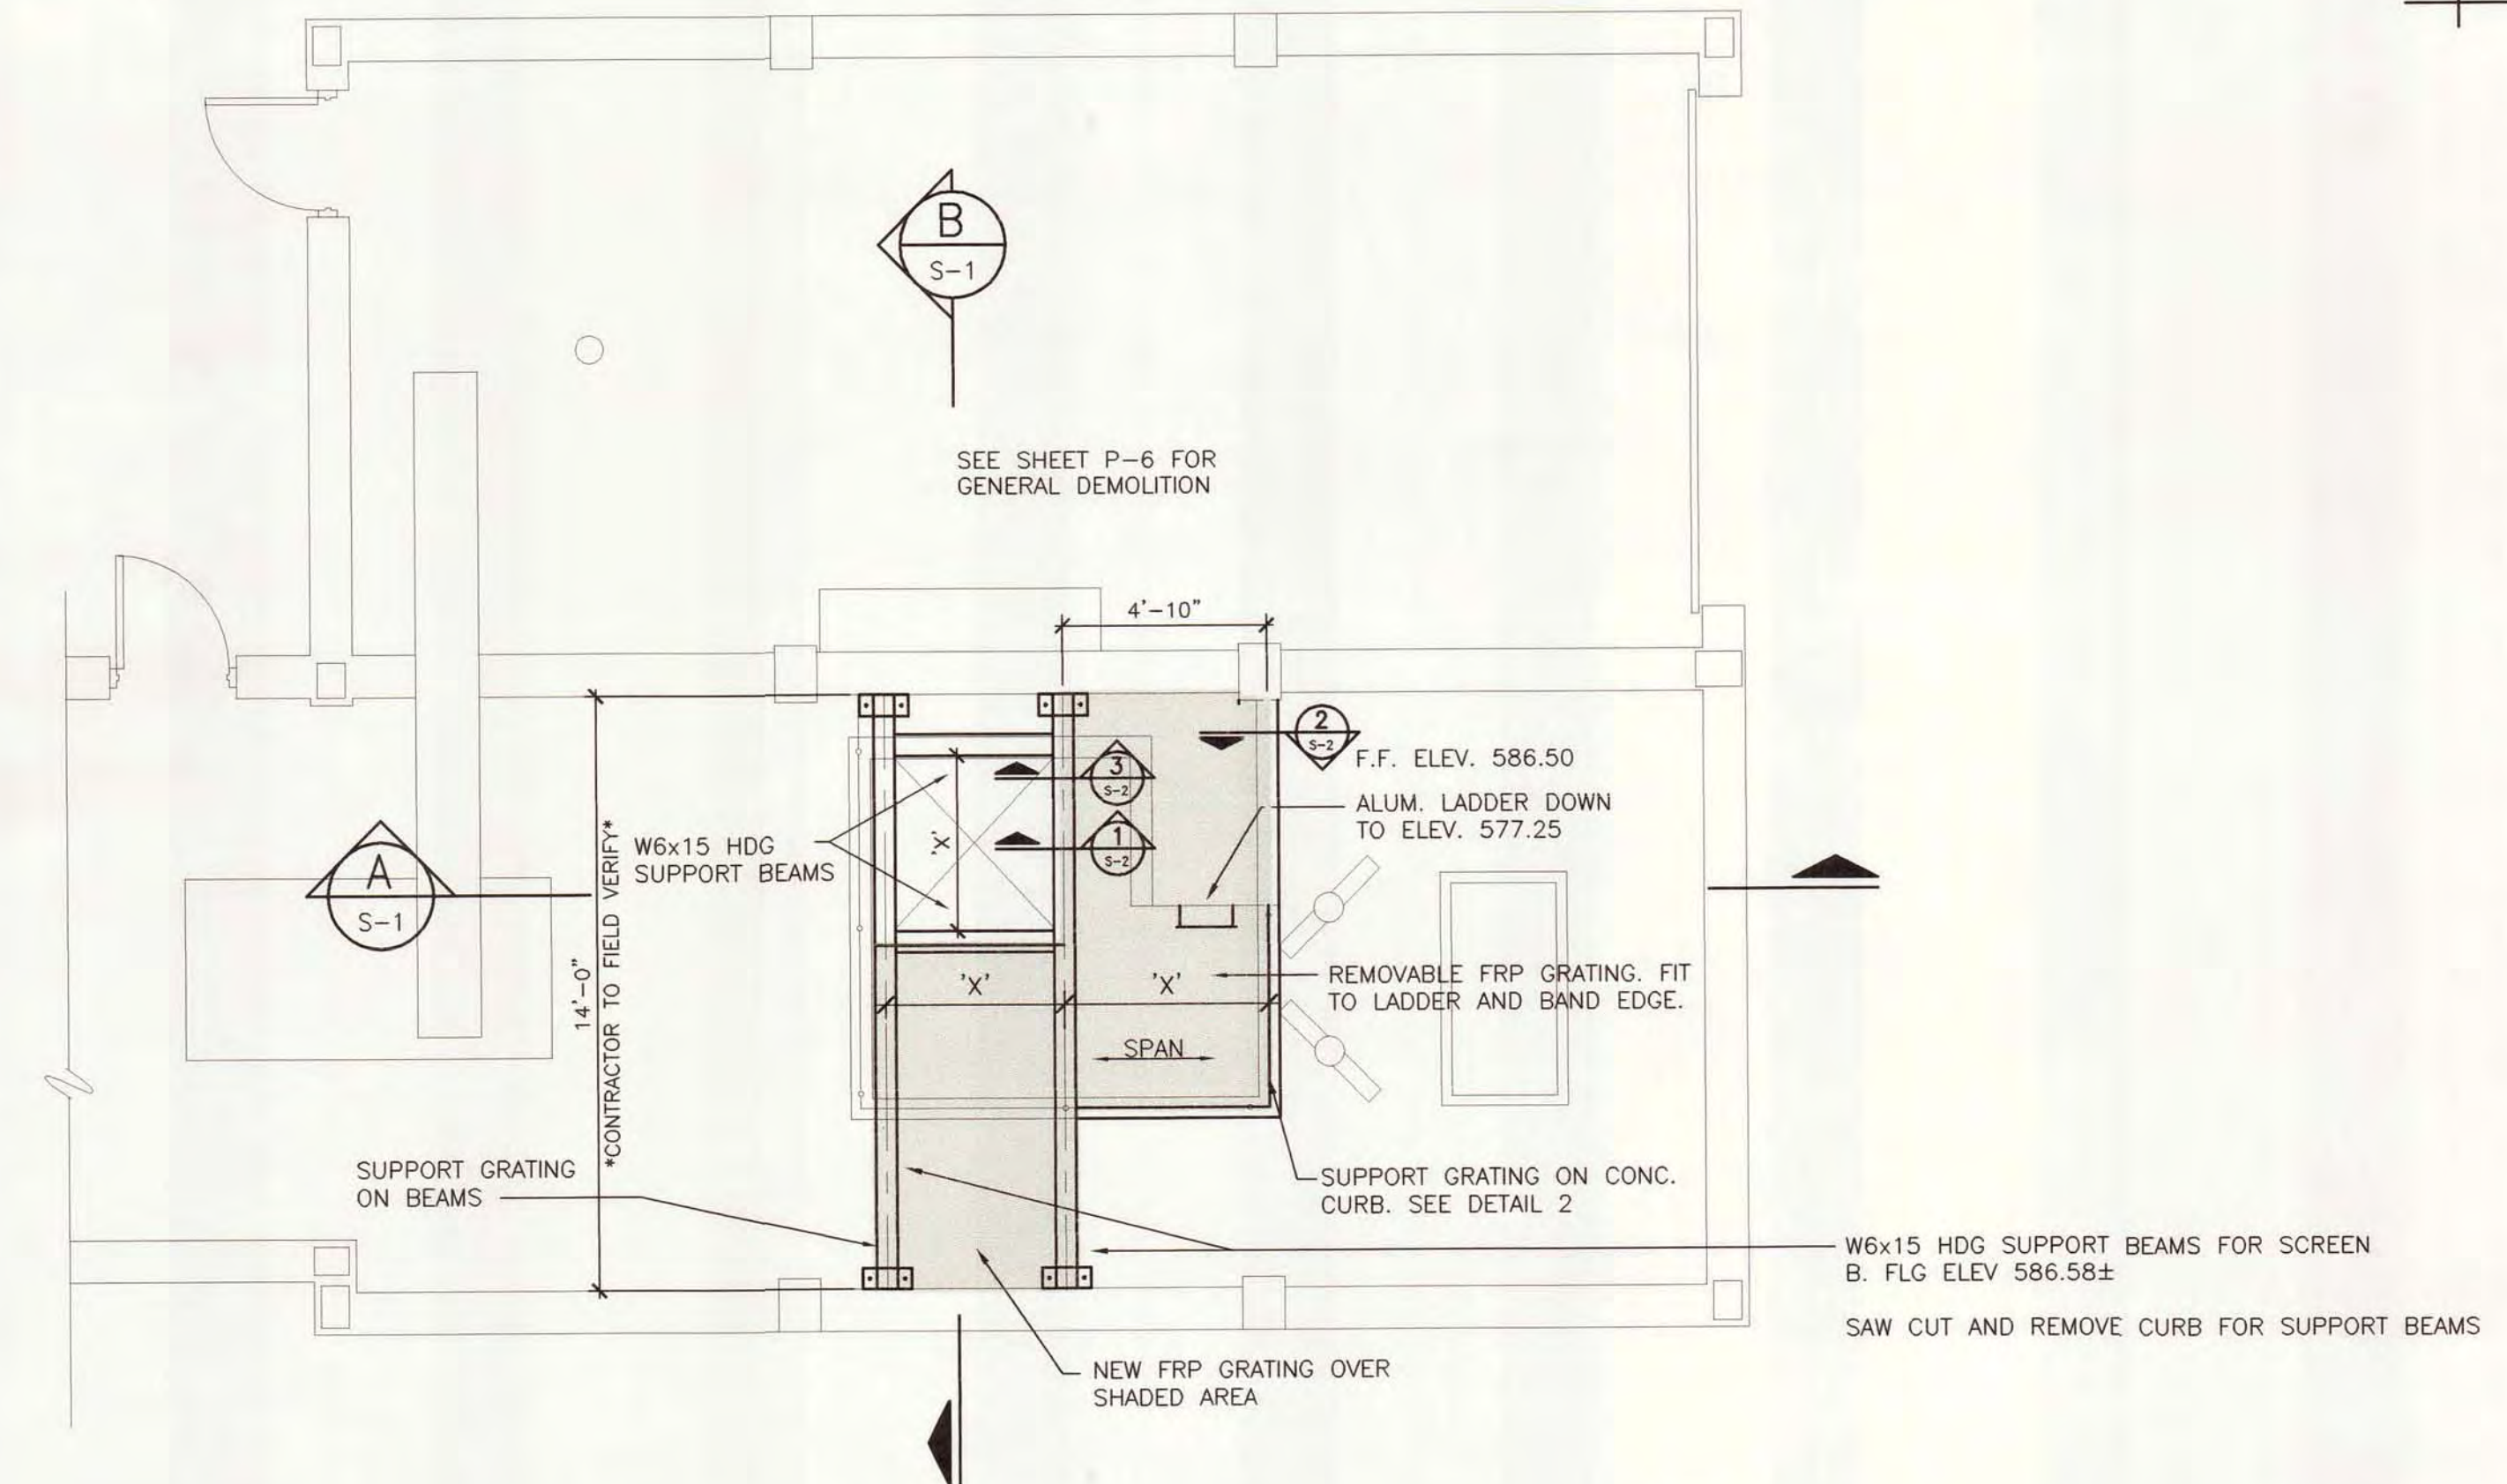 B
S-1
SEE SHEET P-6 FOR
GENERAL DEMOLITION
4'-10"
2
S-2
F.F. ELEV. 586.50
3
S-2
ALUM. LADDER DOWN
TO ELEV. 577.25
1
S-2
W6x15 HDG
SUPPORT BEAMS
'X'
A
S-1
14'-0"
*CONTRACTOR TO FIELD VERIFY*
'X'
'X'
REMOVABLE FRP GRATING. FIT
TO LADDER AND BAND EDGE.
SPAN
SUPPORT GRATING
ON BEAMS
SUPPORT GRATING ON CONC.
CURB. SEE DETAIL 2
W6x15 HDG SUPPORT BEAMS FOR SCREEN
B. FLG ELEV 586.58±
SAW CUT AND REMOVE CURB FOR SUPPORT BEAMS
NEW FRP GRATING OVER
SHADED AREA